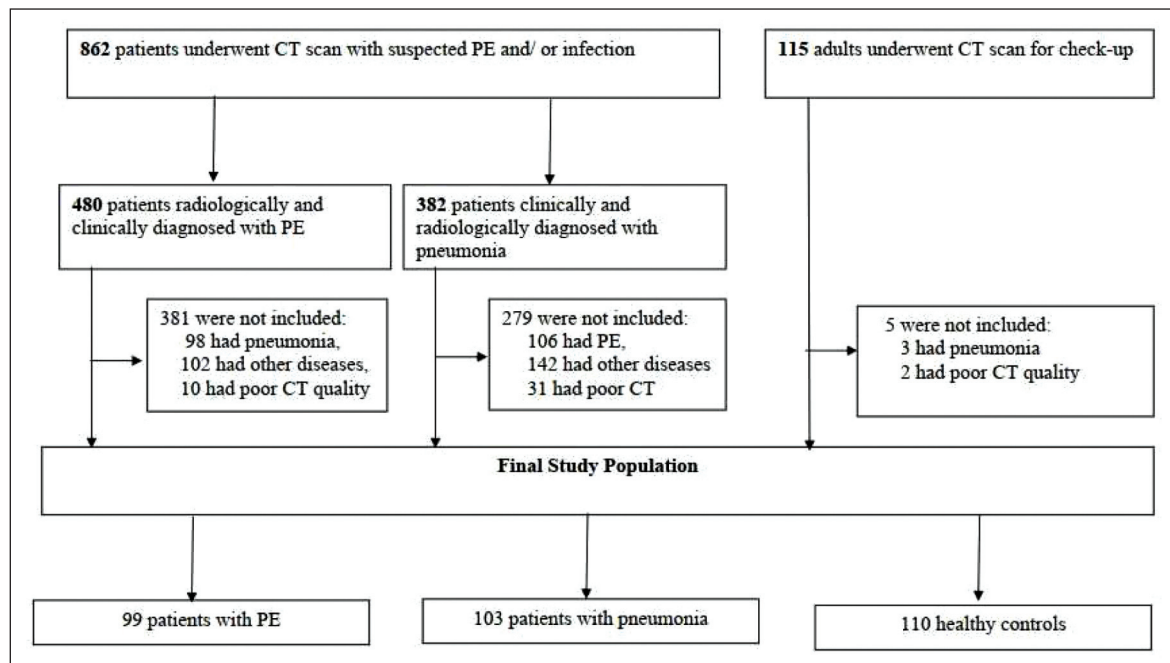 862 patients underwent CT scan with suspected PE and/ or infection
115 adults underwent CT scan for check-up
480 patients radiologically and
clinically diagnosed with PE
382 patients clinically and
radiologically diagnosed with
pneumonia
381 were not included:
98 had pneumonia,
102 had other diseases,
10 had poor CT quality
279 were not included:
106 had PE,
142 had other diseases
31 had poor CT
5 were not included:
3 had pneumonia
2 had poor CT quality
Final Study Population
99 patients with PE
103 patients with pneumonia
110 healthy controls